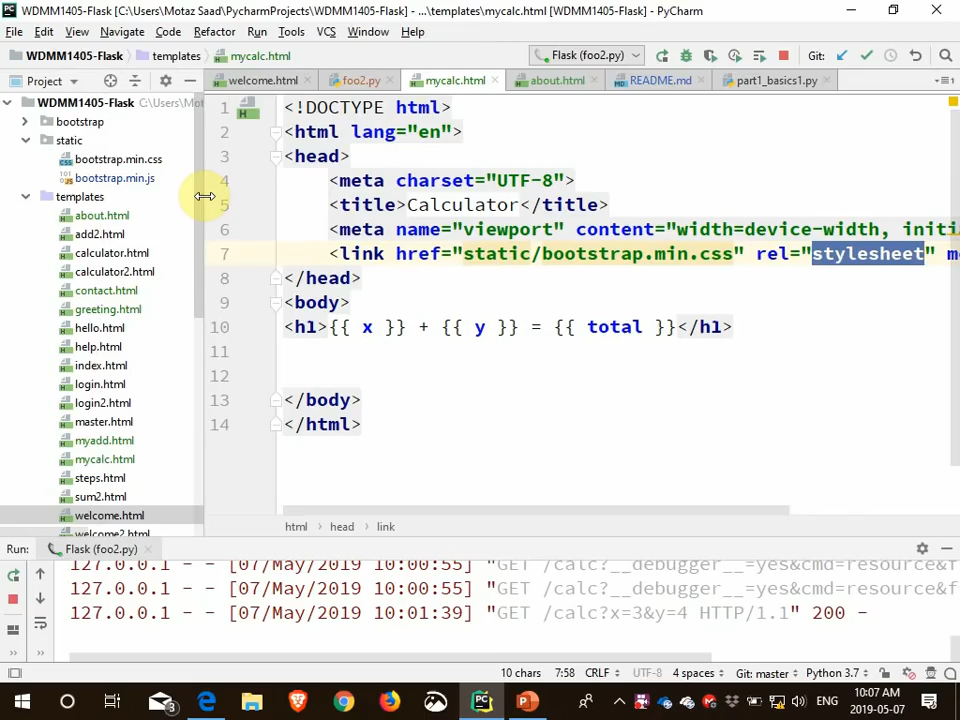 WDMM1405-Flask [C:\Users\Motaz Saad\PycharmProjects\WDMM1405-Flask] - ...\templates\mycalc.html [WDMM1405-Flask] - PyCharm
File Edit View Navigate Code Refactor Run Tools VCS Window Help
WDMM1405-Flask templates mycalc.html Flask (foo2.py) Git:
Project welcome.html foo2.py mycalc.html about.html README.md part1_basics1.py
WDMM1405-Flask C:\Users\Mota
bootstrap
static
bootstrap.min.css
bootstrap.min.js
templates
about.html
add2.html
calculator.html
calculator2.html
contact.html
greeting.html
hello.html
help.html
index.html
login.html
login2.html
master.html
myadd.html
mycalc.html
steps.html
sum2.html
welcome.html
welcome2.html
1 <!DOCTYPE html>
2 <html lang="en">
3 <head>
4 <meta charset="UTF-8">
5 <title>Calculator</title>
6 <meta name="viewport" content="width=device-width, initia
7 <link href="static/bootstrap.min.css" rel="stylesheet" me
8 </head>
9 <body>
10 <h1>{{ x }} + {{ y }} = {{ total }}</h1>
11
12
13 </body>
14 </html>
html head link
Run: Flask (foo2.py)
127.0.0.1 - - [07/May/2019 10:00:55] "GET /calc?__debugger__=yes&cmd=resource&f
127.0.0.1 - - [07/May/2019 10:00:55] "GET /calc?__debugger__=yes&cmd=resource&f
127.0.0.1 - - [07/May/2019 10:01:39] "GET /calc?x=3&y=4 HTTP/1.1" 200 -
10 chars 7:58 CRLF UTF-8 4 spaces Git: master Python 3.7
3 ENG 10:07 AM
2019-05-07